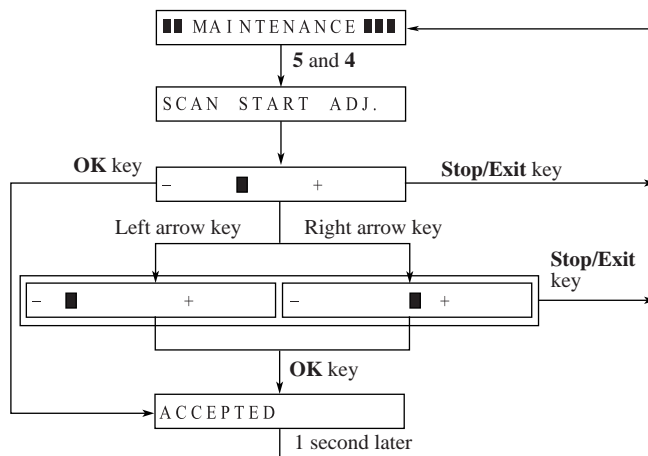 ■■ MAINTENANCE ■■■
5 and 4
SCAN START ADJ.
OK key
Stop/Exit key
– ■ +
Left arrow key
Right arrow key
Stop/Exit
key
– ■ +
– ■ +
OK key
ACCEPTED
1 second later